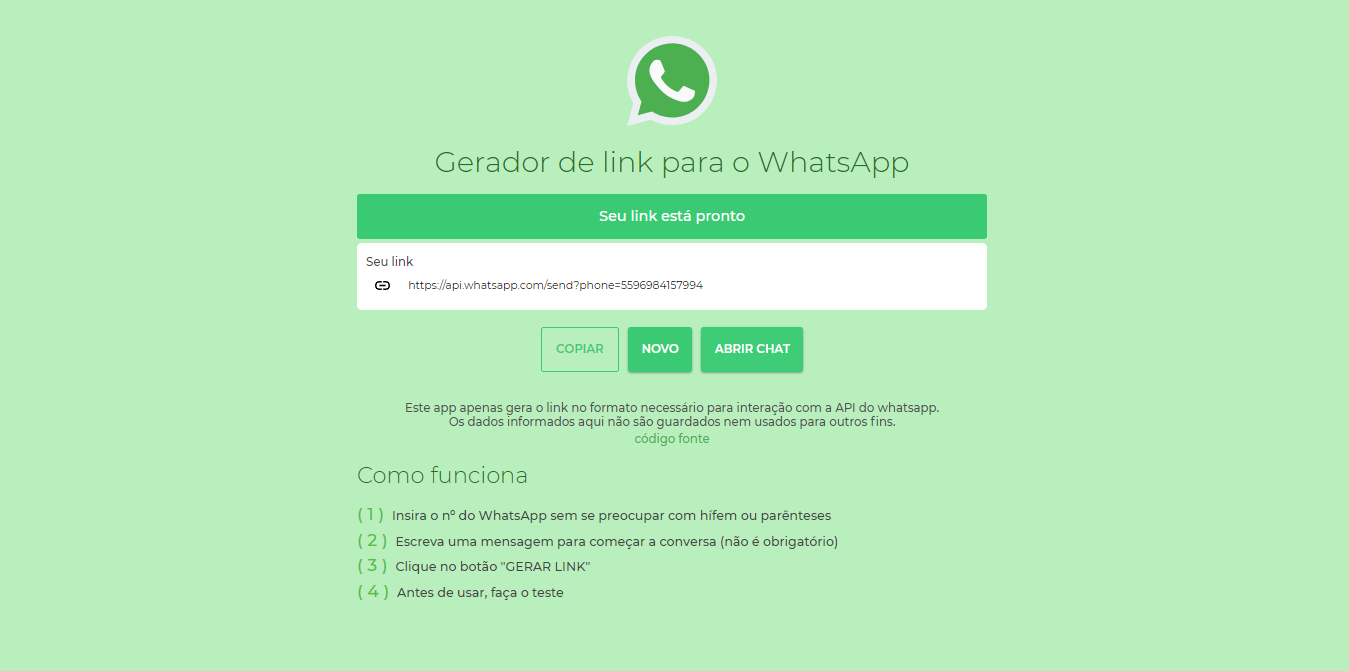 Gerador de link para o WhatsApp
Seu link está pronto
Seu link
https://api.whatsapp.com/send?phone=5596984157994
COPIAR NOVO ABRIR CHAT
Este app apenas gera o link no formato necessário para interação com a API do whatsapp.
Os dados informados aqui não são guardados nem usados para outros fins.
código fonte
Como funciona
( 1 ) Insira o nº do WhatsApp sem se preocupar com hífem ou parênteses
( 2 ) Escreva uma mensagem para começar a conversa (não é obrigatório)
( 3 ) Clique no botão "GERAR LINK"
( 4 ) Antes de usar, faça o teste